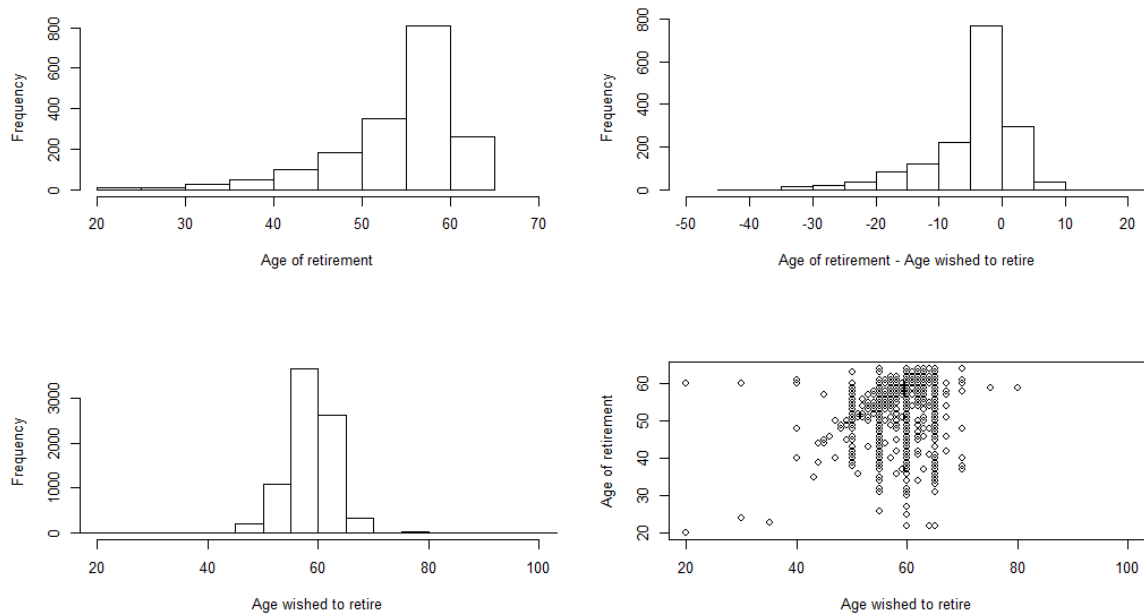 Frequency
0 200 400 600 800
20 30 40 50 60 70
Age of retirement
Frequency
0 200 400 600 800
-50 -40 -30 -20 -10 0 10 20
Age of retirement - Age wished to retire
Frequency
0 1000 2000 3000
20 40 60 80 100
Age wished to retire
Age of retirement
20 30 40 50 60
20 40 60 80 100
Age wished to retire